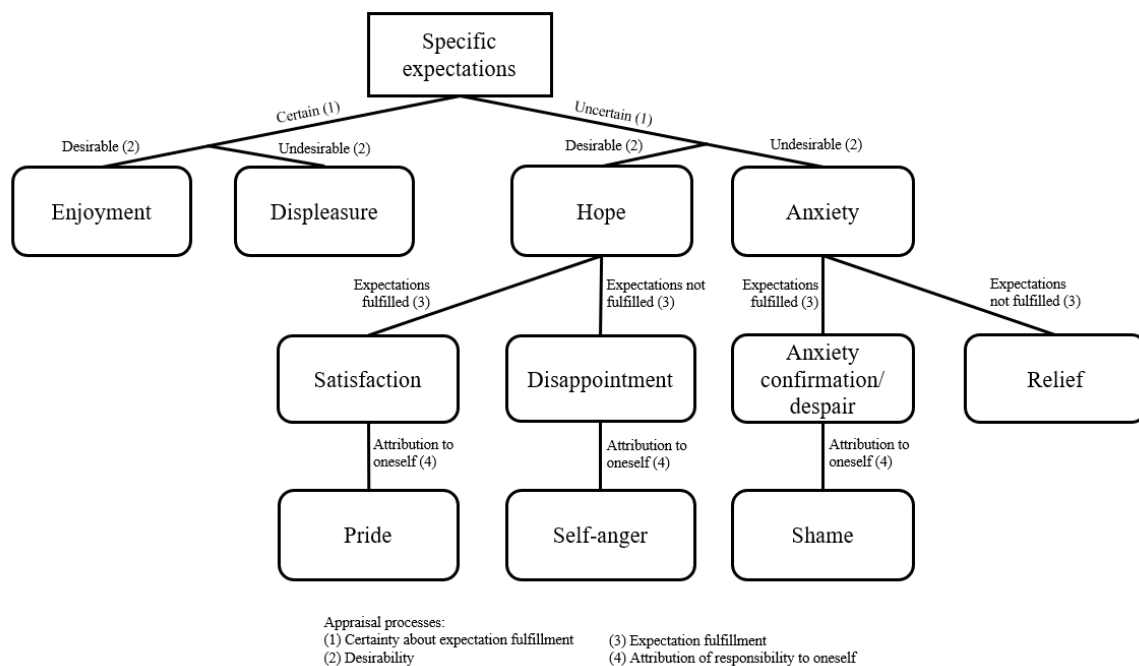 Specific
expectations
Certain (1)
Uncertain (1)
Desirable (2)
Undesirable (2)
Desirable (2)
Undesirable (2)
Enjoyment
Displeasure
Hope
Anxiety
Expectations
fulfilled (3)
Expectations not
fulfilled (3)
Expectations
fulfilled (3)
Expectations
not fulfilled (3)
Satisfaction
Disappointment
Anxiety
confirmation/
despair
Relief
Attribution to
oneself (4)
Attribution to
oneself (4)
Attribution to
oneself (4)
Pride
Self-anger
Shame
Appraisal processes:
(1) Certainty about expectation fulfillment
(2) Desirability
(3) Expectation fulfillment
(4) Attribution of responsibility to oneself